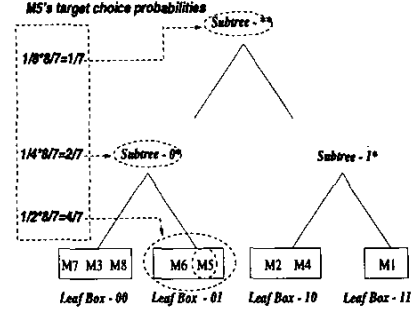 M5's target choice probabilities
Subtree - **
1/8*8/7=1/7
1/4*8/7=2/7
Subtree - 0*
Subtree - 1*
1/2*8/7=4/7
M7 M3 M8
M6 M5
M2 M4
M1
Leaf Box - 00
Leaf Box - 01
Leaf Box - 10
Leaf Box - 11